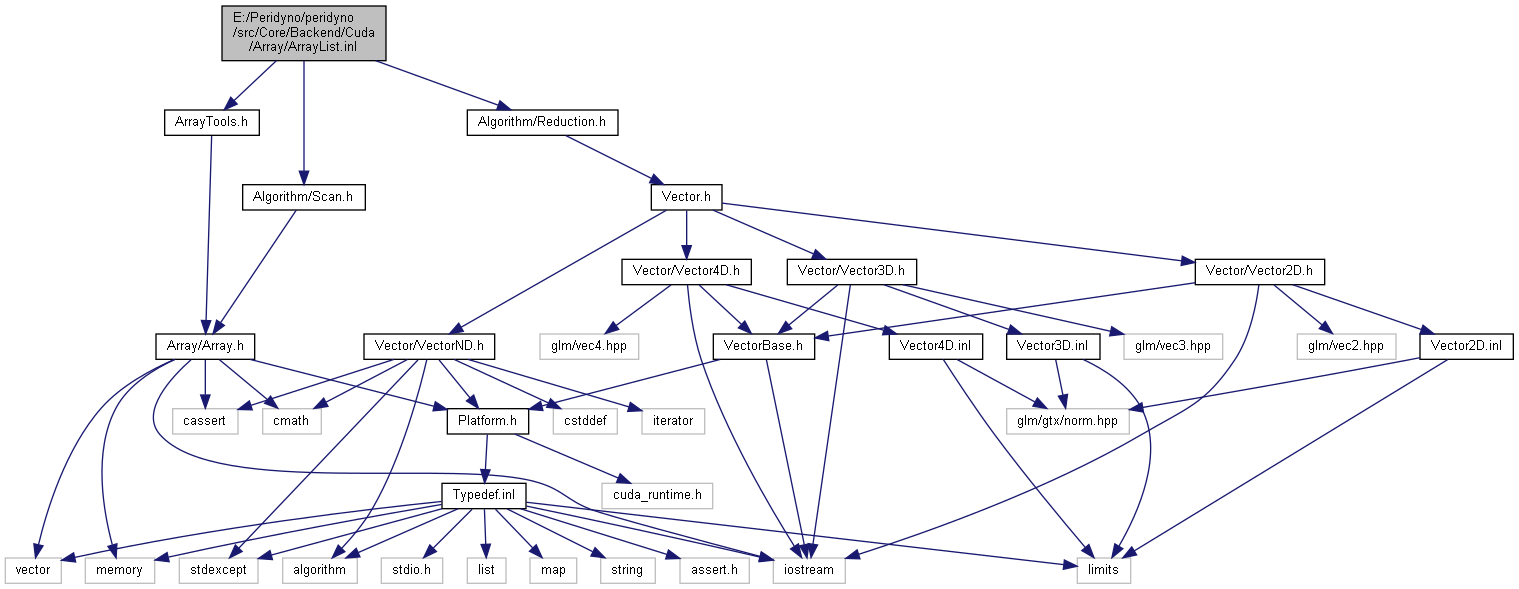 E:/Peridyno/peridyno
/src/Core/Backend/Cuda
/Array/ArrayList.inl
ArrayTools.h
Algorithm/Reduction.h
Algorithm/Scan.h
Vector.h
Vector/Vector4D.h
Vector/Vector3D.h
Vector/Vector2D.h
Array/Array.h
Vector/VectorND.h
glm/vec4.hpp
VectorBase.h
Vector4D.inl
Vector3D.inl
glm/vec3.hpp
glm/vec2.hpp
Vector2D.inl
cassert
cmath
Platform.h
cstddef
iterator
glm/gtx/norm.hpp
Typedef.inl
cuda_runtime.h
vector
memory
stdexcept
algorithm
stdio.h
list
map
string
assert.h
iostream
limits